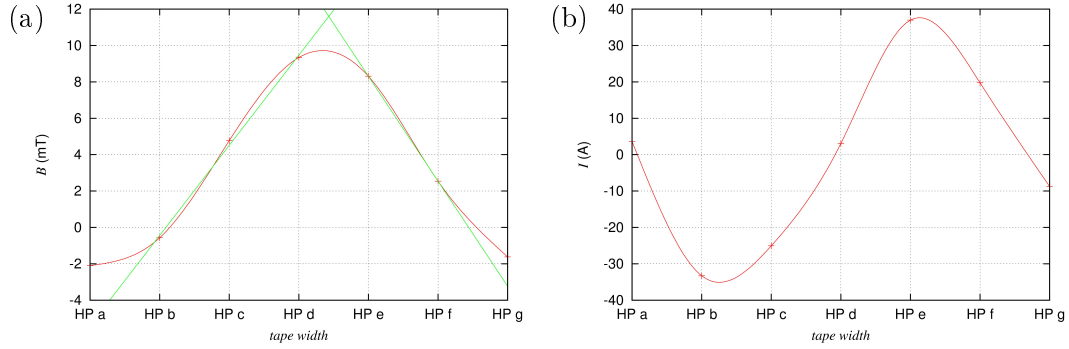 (a)
12
10
8
6
4
2
0
-2
-4
B (mT)
HP a HP b HP c HP d HP e HP f HP g
tape width
(b)
40
30
20
10
0
-10
-20
-30
-40
I (A)
HP a HP b HP c HP d HP e HP f HP g
tape width